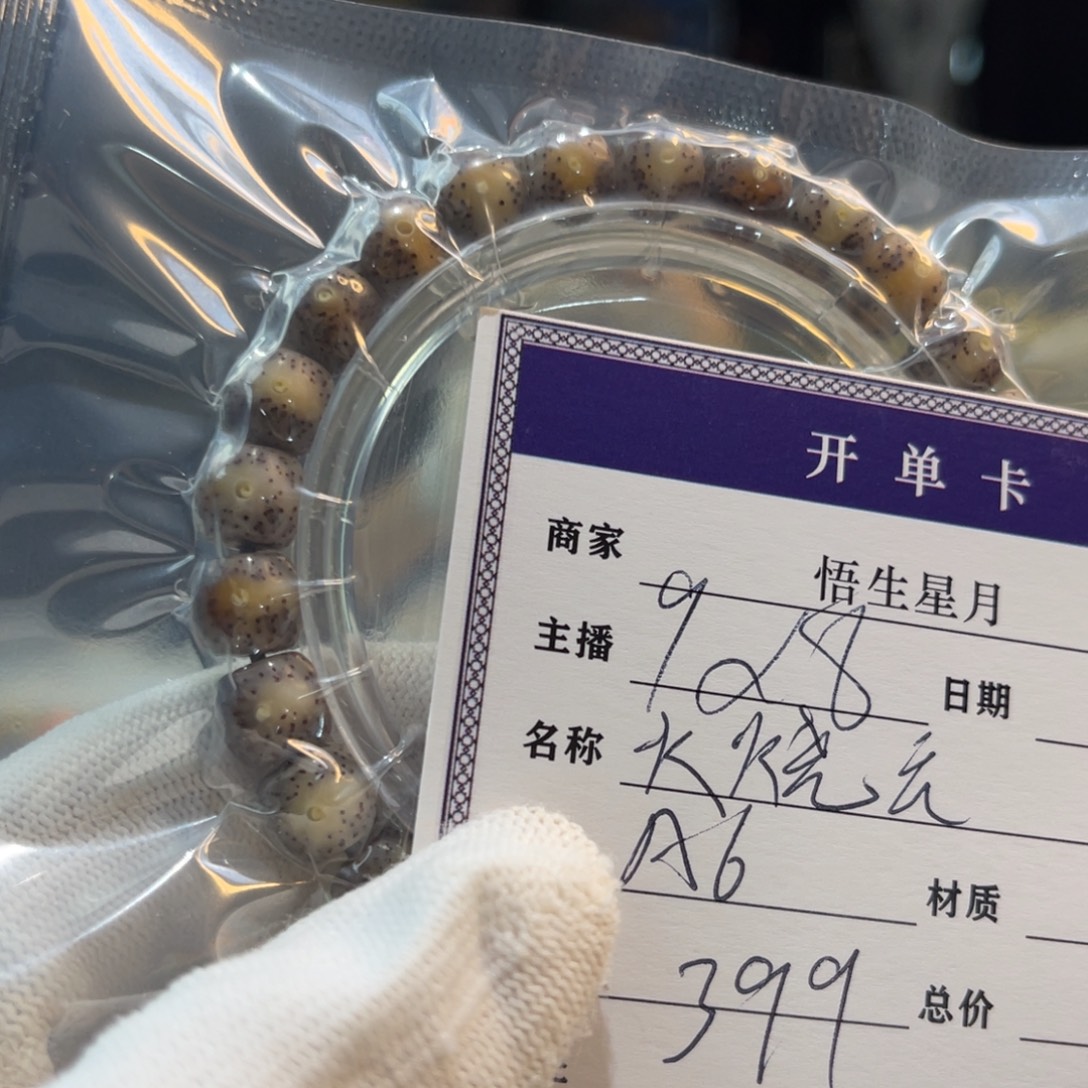 开单卡
商家 悟生星月
主播 928 日期
名称 火烧云
A6 材质
399 总价